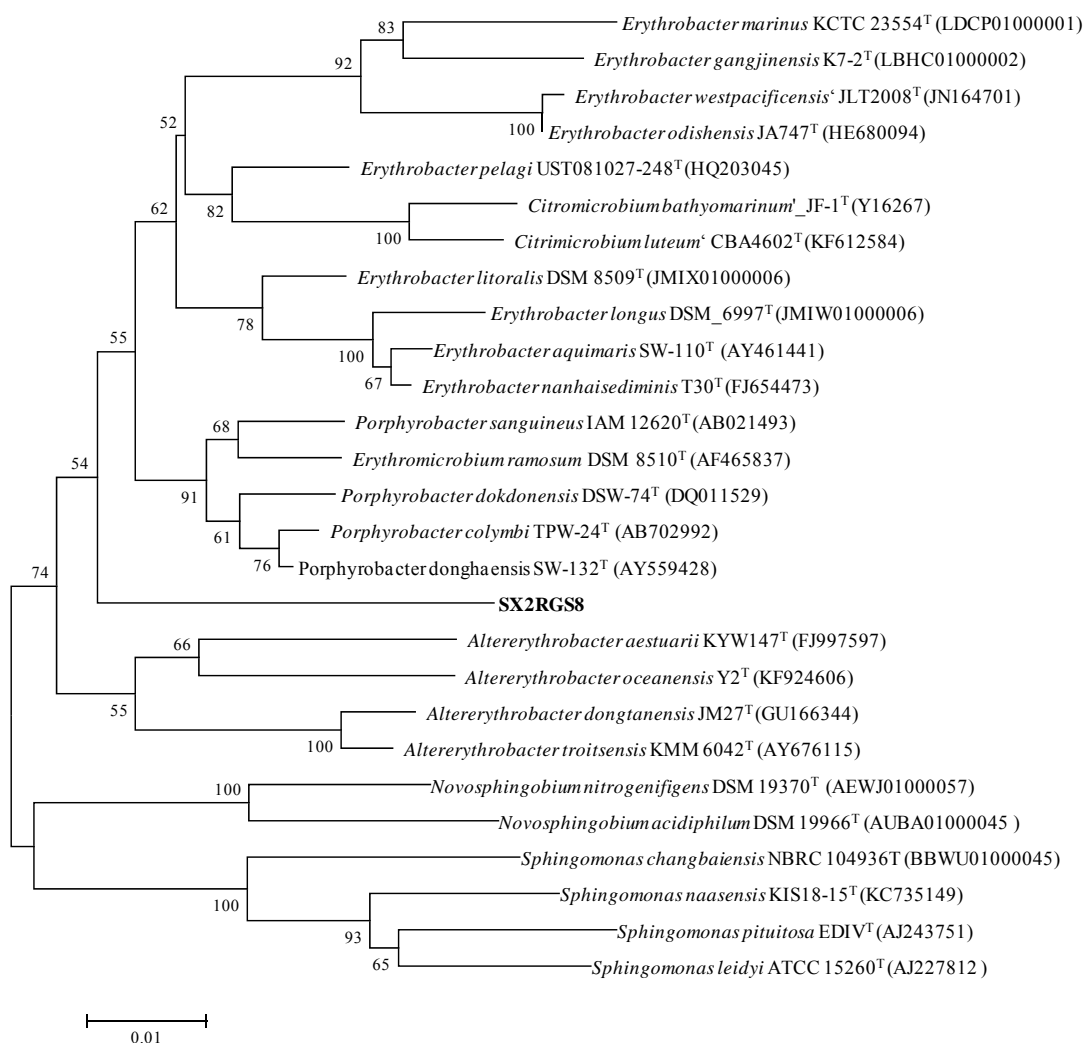 83
Erythrobacter marinus KCTC 23554T (LDCP01000001)
92
Erythrobacter gangjinensis K7-2T (LBHC01000002)
52
Erythrobacter westpacificensis‘ JLT2008T (JN164701)
100
Erythrobacter odishensis JA747T (HE680094)
Erythrobacter pelagi UST081027-248T (HQ203045)
62
82
Citromicrobium bathyomarinum'_JF-1T (Y16267)
100
Citrimicrobium luteum‘ CBA4602T (KF612584)
Erythrobacter litoralis DSM 8509T (JMIX01000006)
78
Erythrobacter longus DSM_6997T (JMIW01000006)
55
100
Erythrobacter aquimaris SW-110T (AY461441)
67
Erythrobacter nanhaisediminis T30T (FJ654473)
68
Porphyrobacter sanguineus IAM 12620T (AB021493)
54
Erythromicrobium ramosum DSM 8510T (AF465837)
91
Porphyrobacter dokdonensis DSW-74T (DQ011529)
61
Porphyrobacter colymbi TPW-24T (AB702992)
76
Porphyrobacter donghaensis SW-132T (AY559428)
74
SX2RGS8
66
Altererythrobacter aestuarii KYW147T (FJ997597)
Altererythrobacter oceanensis Y2T (KF924606)
55
Altererythrobacter dongtanensis JM27T (GU166344)
100
Altererythrobacter troitsensis KMM 6042T (AY676115)
100
Novosphingobium nitrogenifigens DSM 19370T (AEWJ01000057)
Novosphingobium acidiphilum DSM 19966T (AUBA01000045 )
Sphingomonas changbaiensis NBRC 104936T (BBWU01000045)
100
Sphingomonas naasensis KIS18-15T (KC735149)
93
Sphingomonas pituitosa EDIVT (AJ243751)
65
Sphingomonas leidyi ATCC 15260T (AJ227812 )
0.01